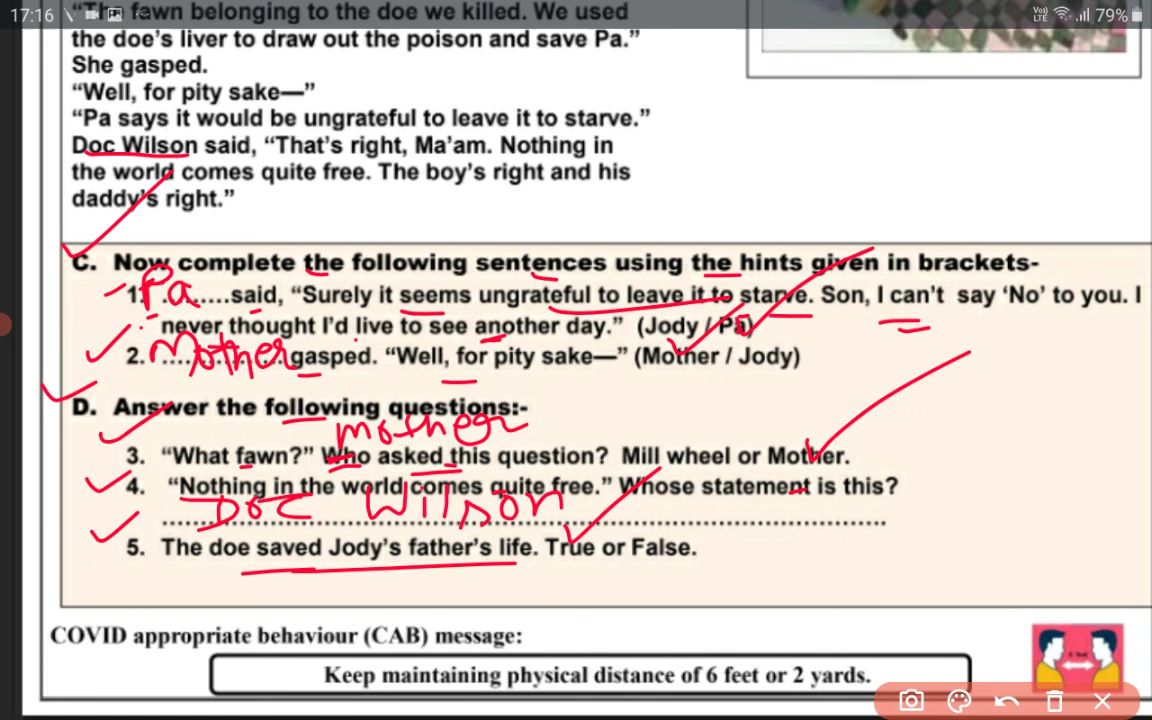 17:16 79%
"The fawn belonging to the doe we killed. We used
the doe's liver to draw out the poison and save Pa."
She gasped.
"Well, for pity sake—"
"Pa says it would be ungrateful to leave it to starve."
Doc Wilson said, "That's right, Ma'am. Nothing in
the world comes quite free. The boy's right and his
daddy's right."
C. Now complete the following sentences using the hints given in brackets-
1. Pa......said, "Surely it seems ungrateful to leave it to starve. Son, I can't say 'No' to you. I
never thought I'd live to see another day." (Jody / Pa)
2. Mother gasped. "Well, for pity sake—" (Mother / Jody)
D. Answer the following questions:-
mother
3. "What fawn?" Who asked this question? Mill wheel or Mother.
4. "Nothing in the world comes quite free." Whose statement is this?
Doc Wilson
5. The doe saved Jody's father's life. True or False.
COVID appropriate behaviour (CAB) message:
Keep maintaining physical distance of 6 feet or 2 yards.